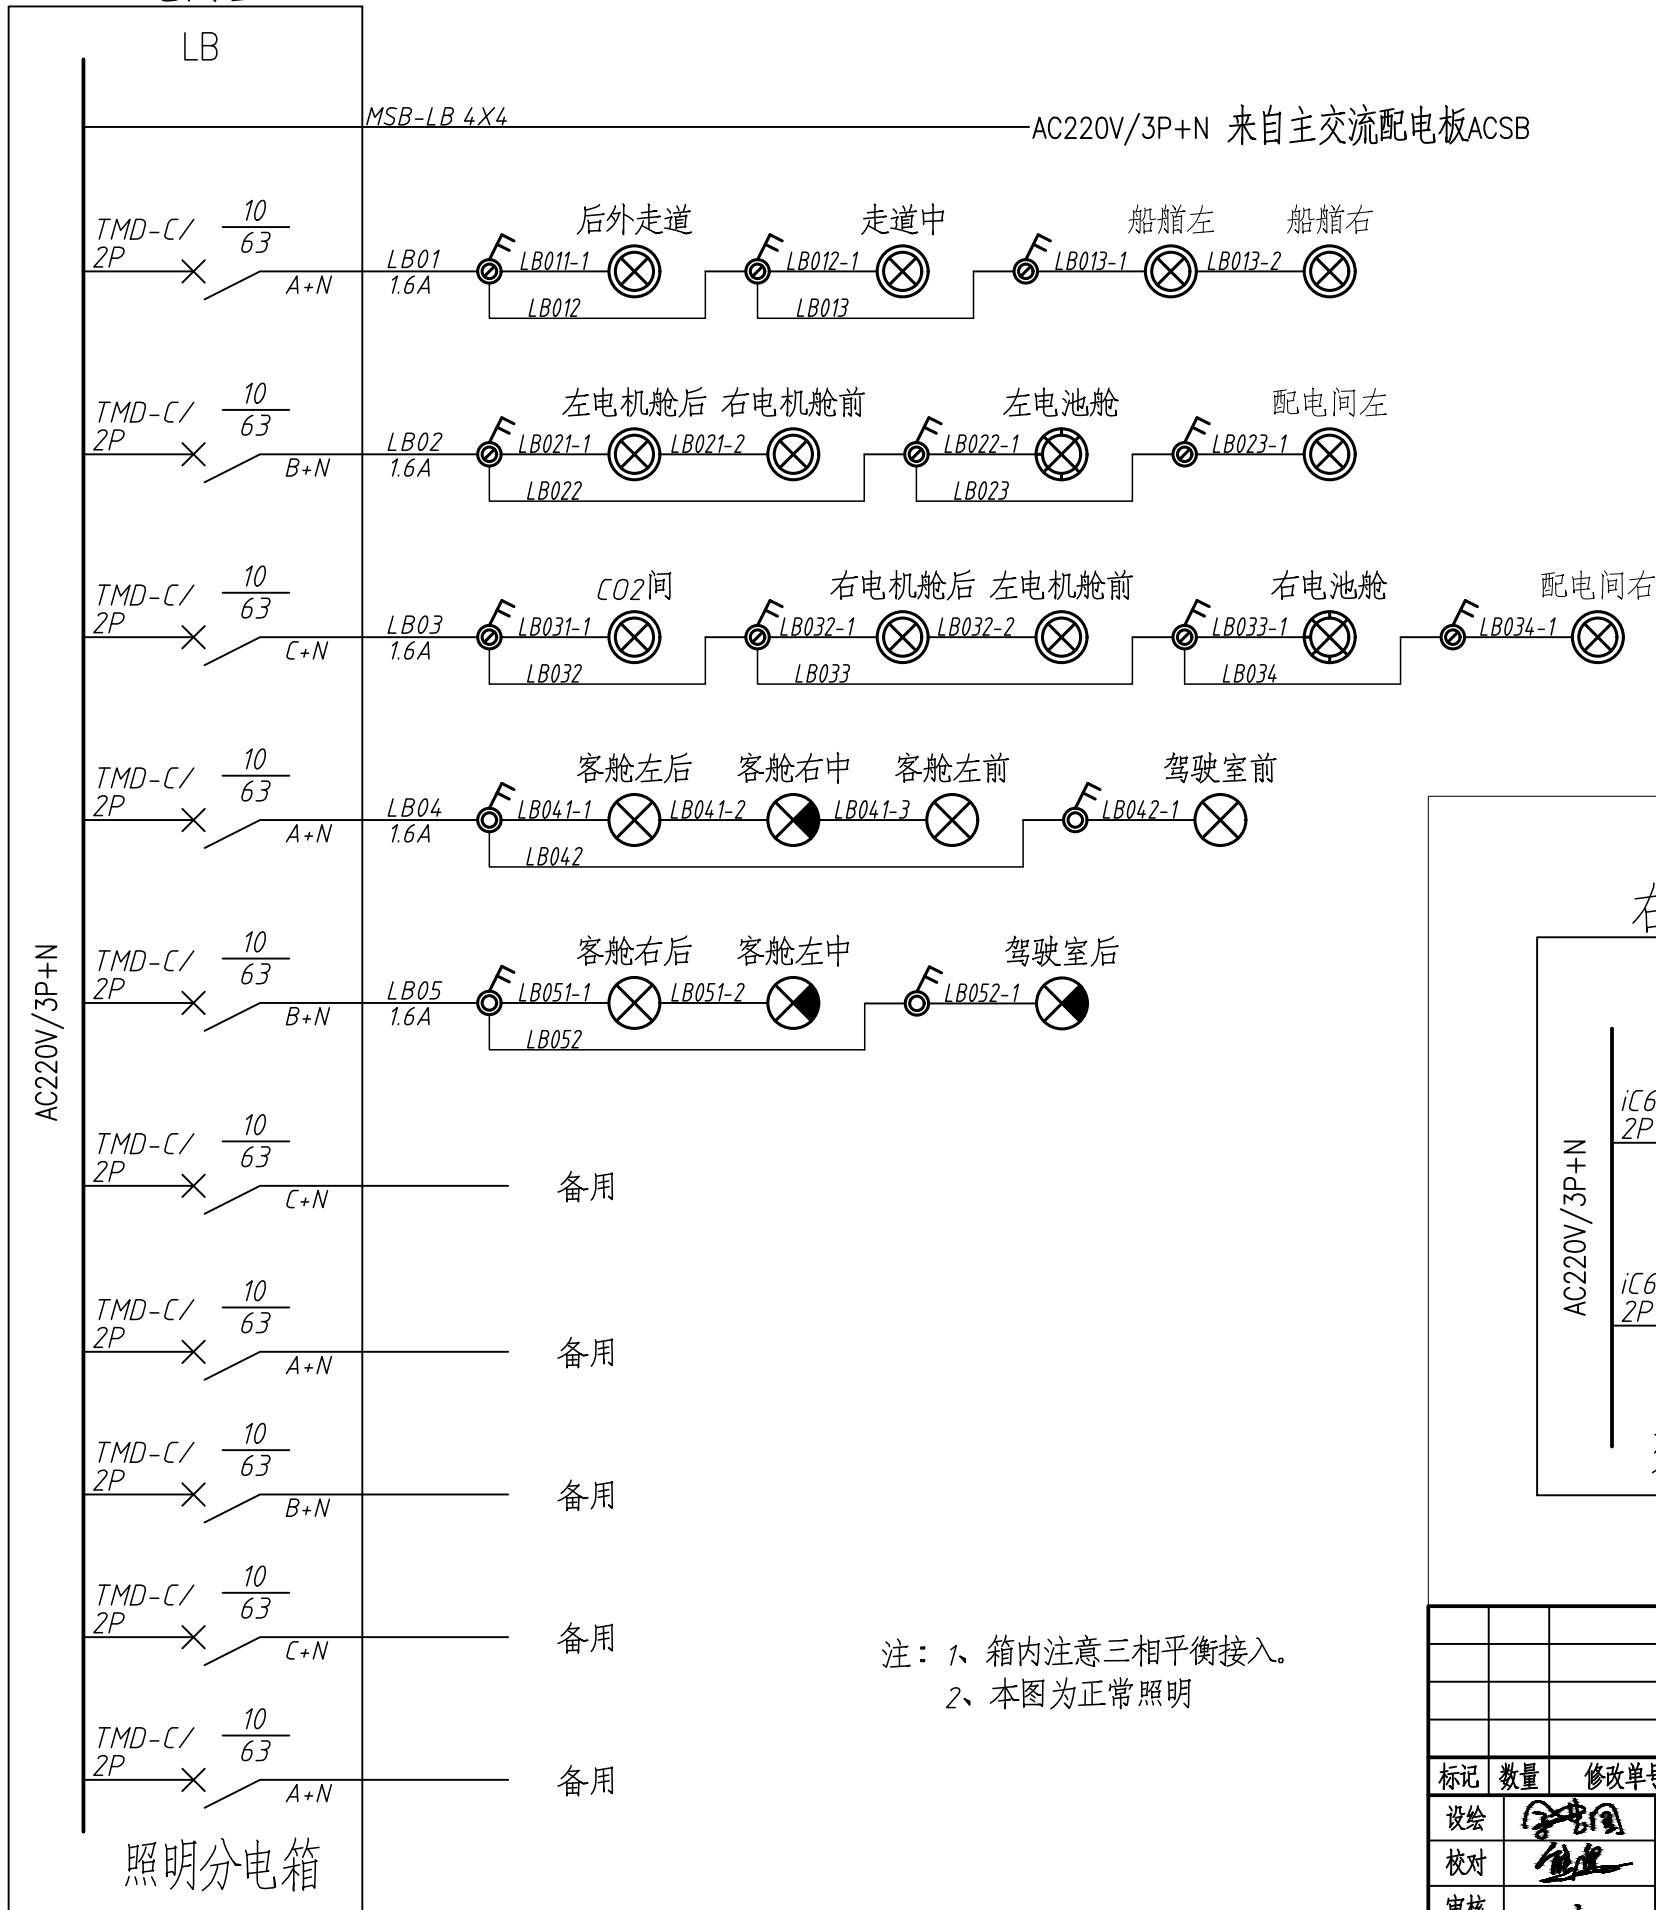 LB
MSB-LB 4X4
AC220V/3P+N 来自主交流配电板ACSB
TMD-C/ 10
2P 63
A+N
LB01
1.6A
后外走道 走道中 船艏左 船艏右
LB011-1 LB012-1 LB013-1 LB013-2
LB012 LB013
TMD-C/ 10
2P 63
B+N
LB02
1.6A
左电机舱后 右电机舱前 左电池舱 配电间左
LB021-1 LB021-2 LB022-1 LB023-1
LB022 LB023
TMD-C/ 10
2P 63
C+N
LB03
1.6A
CO2间 右电机舱后 左电机舱前 右电池舱 配电间右
LB031-1 LB032-1 LB032-2 LB033-1 LB034-1
LB032 LB033 LB034
TMD-C/ 10
2P 63
A+N
LB04
1.6A
客舱左后 客舱右中 客舱左前 驾驶室前
LB041-1 LB041-2 LB041-3 LB042-1
LB042
TMD-C/ 10
2P 63
B+N
LB05
1.6A
客舱右后 客舱左中 驾驶室后
LB051-1 LB051-2 LB052-1
LB052
AC220V/3P+N
TMD-C/ 10
2P 63
C+N
备用
TMD-C/ 10
2P 63
A+N
备用
TMD-C/ 10
2P 63
B+N
备用
TMD-C/ 10
2P 63
C+N
备用
TMD-C/ 10
2P 63
A+N
备用
照明分电箱
注：1、箱内注意三相平衡接入。
2、本图为正常照明
AC220V/3P+N
iC6
2P
iC6
2P
标记 数量 修改单号
设绘
校对
审核